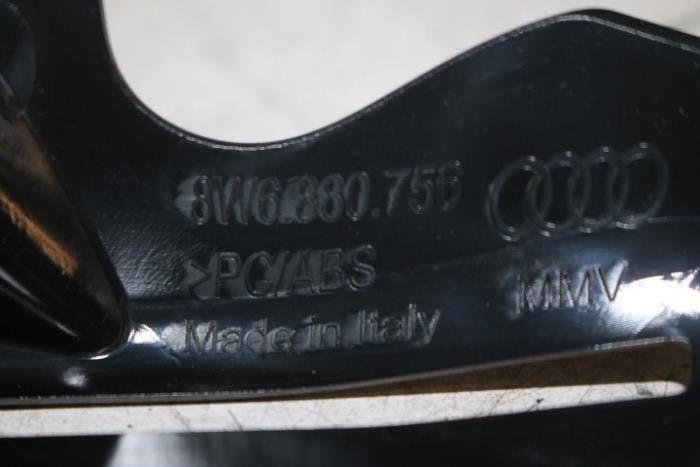 8W6.880.756
>PC/ABS
MMV
Made in Italy